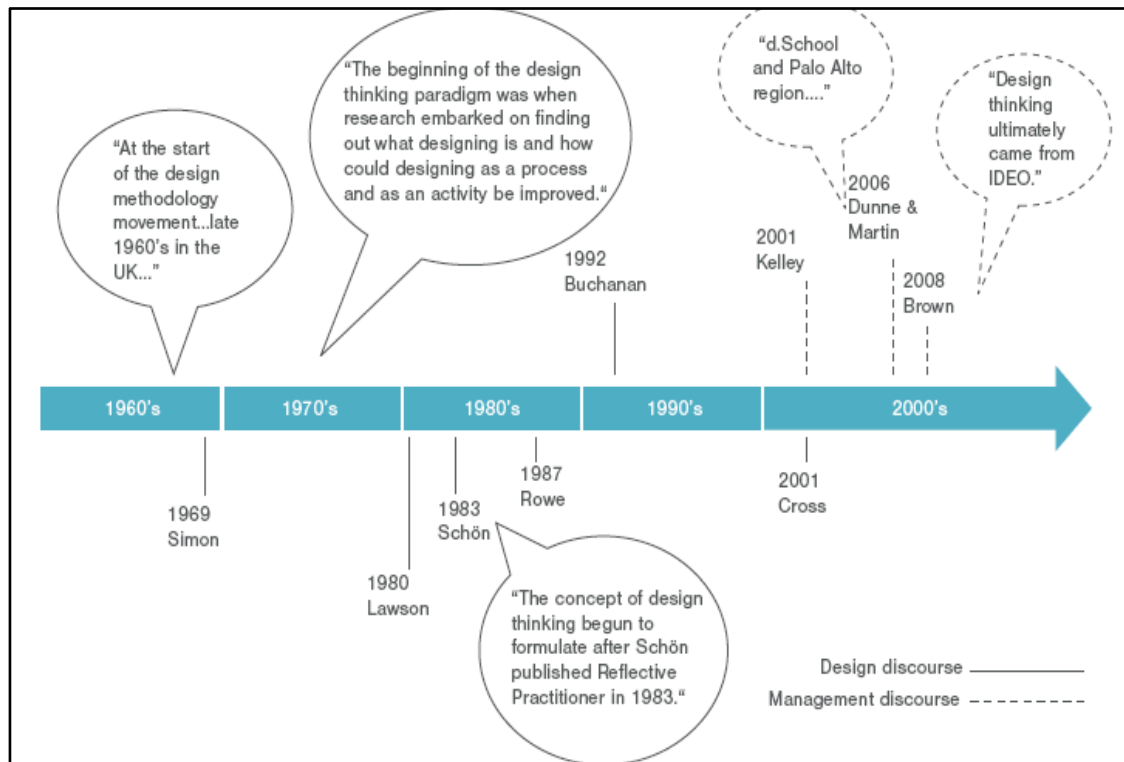 “At the start
of the design
methodology
movement...late
1960’s in the
UK...”
“The beginning of the design
thinking paradigm was when
research embarked on finding
out what designing is and how
could designing as a process
and as an activity be improved.“
“d.School
and Palo Alto
region....”
“Design
thinking
ultimately
came from
IDEO.”
1992
Buchanan
2001
Kelley
2006
Dunne &
Martin
2008
Brown
1960’s
1970’s
1980’s
1990’s
2000’s
1969
Simon
1980
Lawson
1983
Schön
1987
Rowe
2001
Cross
“The concept of design
thinking begun to
formulate after Schön
published Reflective
Practitioner in 1983.“
Design discourse
Management discourse